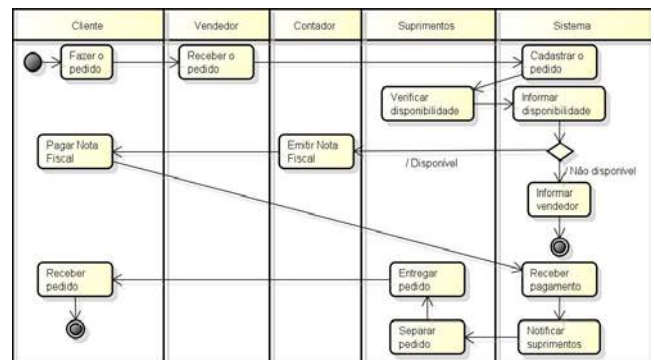 Cliente
Vendedor
Contador
Suprimentos
Sistema
Fazer o
pedido
Receber o
pedido
Cadastrar o
pedido
Verificar
disponibilidade
Informar
disponibilidade
Pagar Nota
Fiscal
Emitir Nota
Fiscal
/ Disponível
/ Não disponível
Informar
vendedor
Receber
pedido
Entregar
pedido
Receber
pagamento
Separar
pedido
Notificar
suprimentos